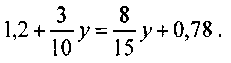 1,2 + 3/10 y = 8/15 y + 0,78.